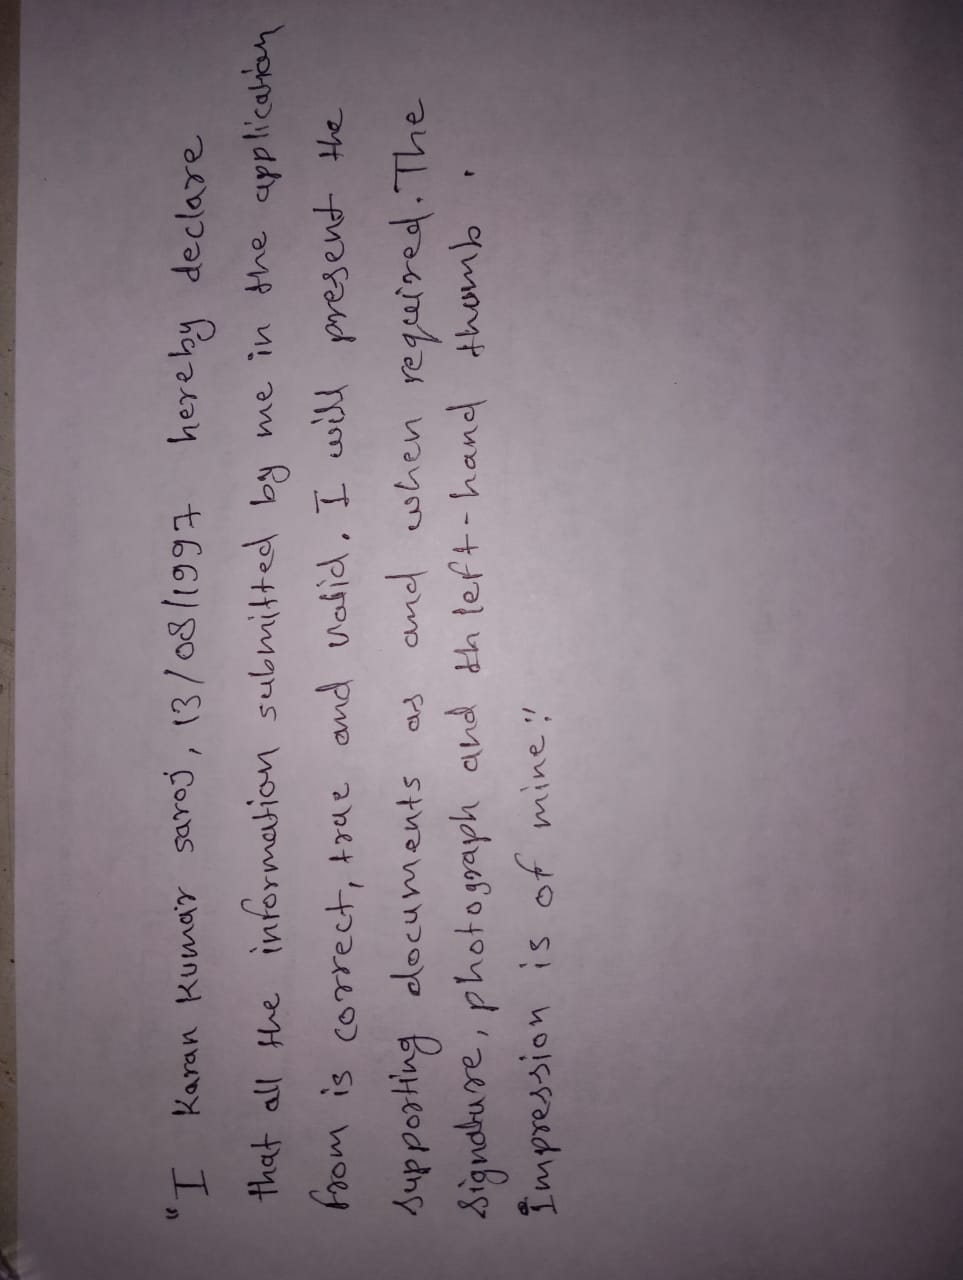 "I Karan Kumar saroj, 13/08/1997 hereby declare
that all the information submitted by me in the application
from is correct, true and valid. I will present the
supporting documents as and when required. The
signature, photograph and th left-hand thumb.
Impression is of mine."